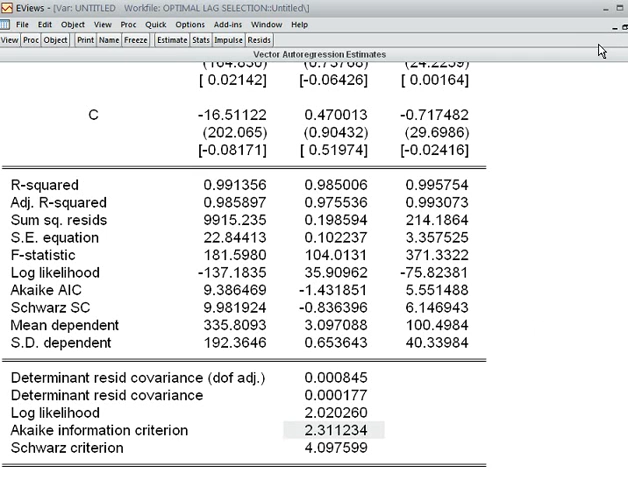 EViews - [Var: UNTITLED Workfile: OPTIMAL LAG SELECTION::Untitled\]
File Edit Object View Proc Quick Options Add-ins Window Help
View Proc Object Print Name Freeze Estimate Stats Impulse Resids
Vector Autoregression Estimates
[ 0.02142] [-0.06426] [ 0.00164]
C -16.51122 0.470013 -0.717482
(202.065) (0.90432) (29.6986)
[-0.08171] [ 0.51974] [-0.02416]
R-squared 0.991356 0.985006 0.995754
Adj. R-squared 0.985897 0.975536 0.993073
Sum sq. resids 9915.235 0.198594 214.1864
S.E. equation 22.84413 0.102237 3.357525
F-statistic 181.5980 104.0131 371.3322
Log likelihood -137.1835 35.90962 -75.82381
Akaike AIC 9.386469 -1.431851 5.551488
Schwarz SC 9.981924 -0.836396 6.146943
Mean dependent 335.8093 3.097088 100.4984
S.D. dependent 192.3646 0.653643 40.33984
Determinant resid covariance (dof adj.) 0.000845
Determinant resid covariance 0.000177
Log likelihood 2.020260
Akaike information criterion 2.311234
Schwarz criterion 4.097599